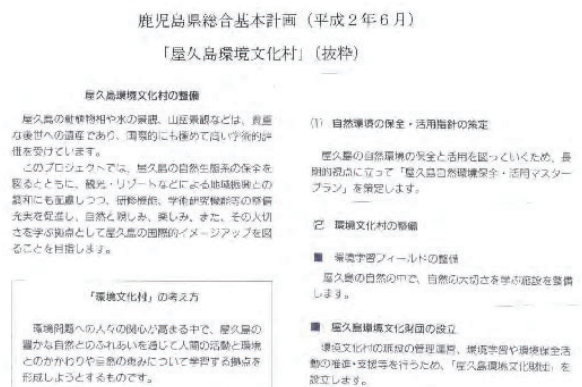 鹿児島県総合基本計画（平成２年６月）
「屋久島環境文化村」（抜粋）
屋久島環境文化村の整備
屋久島の動植物相や水の景観、山岳景観などは、貴重
な後世への遺産であり、国際的にも極めて高い学術的評
価を受けています。
このプロジェクトでは、屋久島の自然生態系の保全を
図るとともに、観光・リゾートなどによる地域振興との
調和にも配慮しつつ、研修機能、学術研究機能等の整備
充実を促進し、自然と親しみ、楽しみ、また、その大切
さを学ぶ拠点として屋久島の国際的イメージアップを図
ることを目指します。
「環境文化村」の考え方
環境問題への人々の関心が高まる中で、屋久島の
豊かな自然とのふれあいを通じて人間の活動と環境
とのかかわりや自然の恵みについて学習する拠点を
形成しようとするものです。
(1) 自然環境の保全・活用指針の策定
屋久島の自然環境の保全と活用を図っていくため、長
期的視点に立って「屋久島自然環境保全・活用マスター
プラン」を策定します。
2 環境文化村の整備
■ 環境学習フィールドの整備
屋久島の自然の中で、自然の大切さを学ぶ施設を整備
します。
■ 屋久島環境文化財団の設立
環境文化村の施設の管理運営、環境学習や環境保全活
動の推進・支援等を行うため、「屋久島環境文化財団」を
設立します。